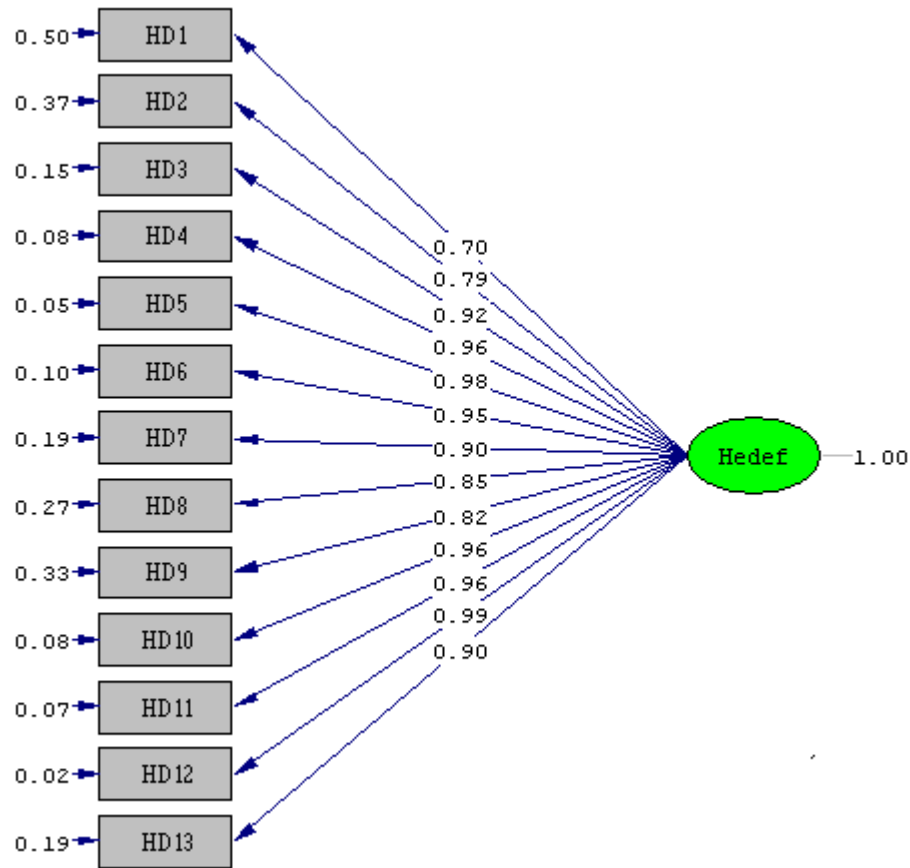 0.50 HD1
0.37 HD2
0.15 HD3
0.08 HD4
0.70
0.79
0.05 HD5
0.92
0.96
0.98
0.10 HD6
0.95
0.19 HD7
0.90
Hedef 1.00
0.85
0.27 HD8
0.82
0.96
0.33 HD9
0.96
0.99
0.08 HD10
0.90
0.07 HD11
0.02 HD12
0.19 HD13